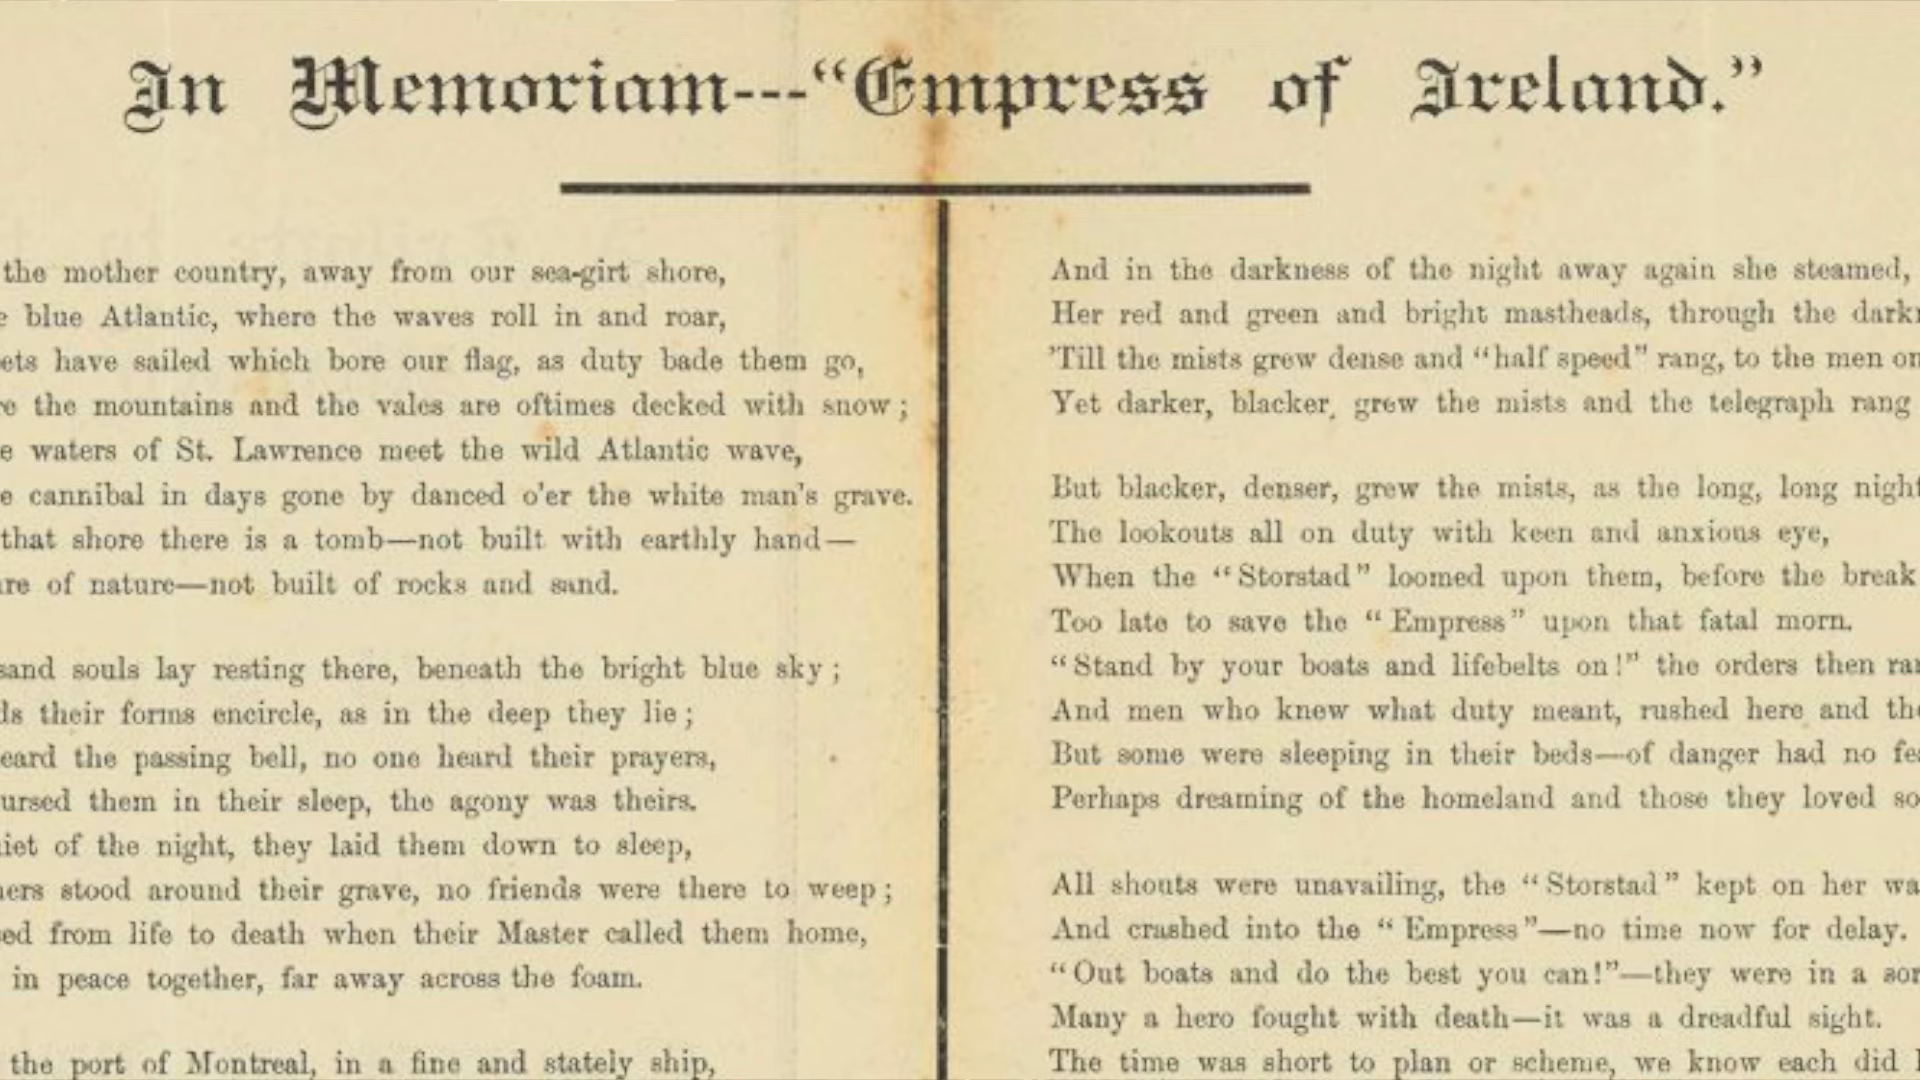 In Memoriam---"Empress of Ireland."
the mother country, away from our sea-girt shore,
blue Atlantic, where the waves roll in and roar,
have sailed which bore our flag, as duty bade them go,
the mountains and the vales are oftimes decked with snow;
waters of St. Lawrence meet the wild Atlantic wave,
cannibal in days gone by danced o'er the white man's grave.
that shore there is a tomb—not built with earthly hand—
of nature—not built of rocks and sand.
souls lay resting there, beneath the bright blue sky;
their forms encircle, as in the deep they lie;
the passing bell, no one heard their prayers,
them in their sleep, the agony was theirs.
of the night, they laid them down to sleep,
stood around their grave, no friends were there to weep;
from life to death when their Master called them home,
in peace together, far away across the foam.
the port of Montreal, in a fine and stately ship,
And in the darkness of the night away again she steamed,
Her red and green and bright mastheads, through the
'Till the mists grew dense and "half speed" rang, to the men
Yet darker, blacker, grew the mists and the telegraph rang
But blacker, denser, grew the mists, as the long, long night
The lookouts all on duty with keen and anxious eye,
When the "Storstad" loomed upon them, before the break
Too late to save the "Empress" upon that fatal morn.
"Stand by your boats and lifebelts on!" the orders then
And men who knew what duty meant, rushed here and
But some were sleeping in their beds—of danger had no
Perhaps dreaming of the homeland and those they loved so
All shouts were unavailing, the "Storstad" kept on her
And crashed into the "Empress"—no time now for delay.
"Out boats and do the best you can!"—they were in a
Many a hero fought with death—it was a dreadful sight.
The time was short to plan or scheme, we know each did